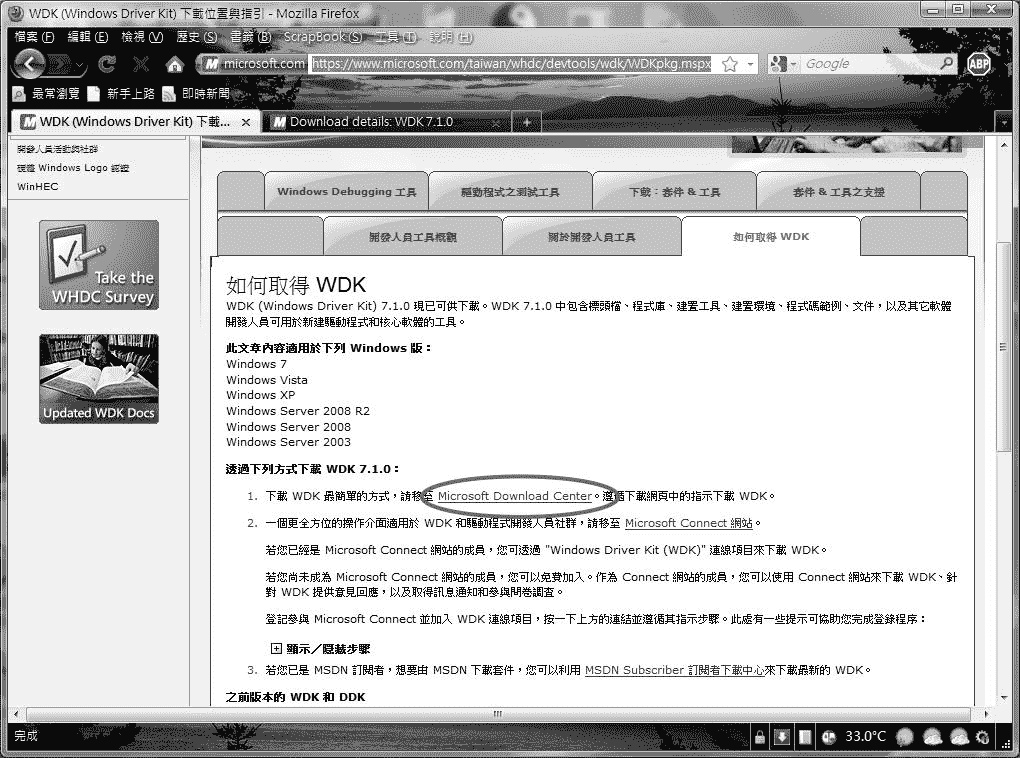 WDK (Windows Driver Kit) 下載位置與指引 - Mozilla Firefox
檔案 (F) 編輯 (E) 檢視 (V) 歷史 (S) 書籤 (B) ScrapBook (S) 工具 (T) 說明 (H)
microsoft.com https://www.microsoft.com/taiwan/whdc/devtools/wdk/WDKpkg.mspx Google ABP
最常瀏覽 新手上路 即時新聞
WDK (Windows Driver Kit) 下載... Download details: WDK 7.1.0
開發人員活動與社群
硬體 Windows Logo 認證
WinHEC
Take the
WHDC Survey
Updated WDK Docs
Windows Debugging 工具 驅動程式之測試工具 下載：套件 & 工具 套件 & 工具之支援
開發人員工具概觀 關於開發人員工具 如何取得 WDK
如何取得 WDK
WDK (Windows Driver Kit) 7.1.0 現已可供下載。WDK 7.1.0 中包含標頭檔、程式庫、建置工具、建置環境、程式碼範例、文件，以及其它軟體
開發人員可用於新建驅動程式和核心軟體的工具。
此文章內容適用於下列 Windows 版：
Windows 7
Windows Vista
Windows XP
Windows Server 2008 R2
Windows Server 2008
Windows Server 2003
透過下列方式下載 WDK 7.1.0：
1. 下載 WDK 最簡單的方式，請移至 Microsoft Download Center。遵循下載網頁中的指示下載 WDK。
2. 一個更全方位的操作介面適用於 WDK 和驅動程式開發人員社群，請移至 Microsoft Connect 網站。
若您已經是 Microsoft Connect 網站的成員，您可透過 "Windows Driver Kit (WDK)" 連線項目來下載 WDK。
若您尚未成為 Microsoft Connect 網站的成員，您可以免費加入。作為 Connect 網站的成員，您可以使用 Connect 網站來下載 WDK、針
對 WDK 提供意見回應，以及取得訊息通知和參與問卷調查。
登記參與 Microsoft Connect 並加入 WDK 連線項目，按一下上方的連結並遵循其指示步驟。此處有一些提示可協助您完成登錄程序：
顯示／隱藏步驟
3. 若您已是 MSDN 訂閱者，想要由 MSDN 下載套件，您可以利用 MSDN Subscriber 訂閱者下載中心來下載最新的 WDK。
之前版本的 WDK 和 DDK
完成 33.0°C